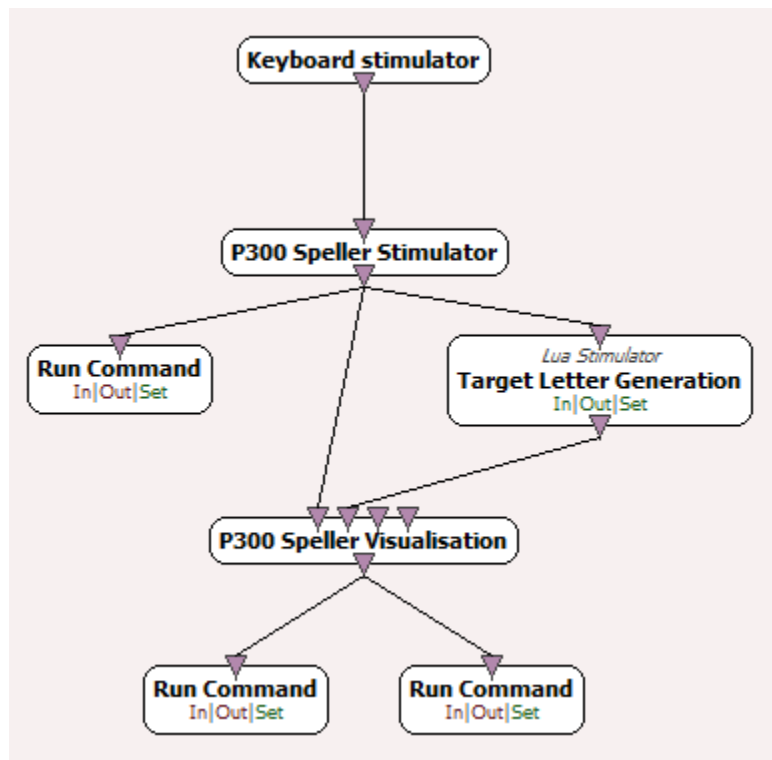 Keyboard stimulator
P300 Speller Stimulator
Run Command
In|Out|Set
Lua Stimulator
Target Letter Generation
In|Out|Set
P300 Speller Visualisation
Run Command
In|Out|Set
Run Command
In|Out|Set